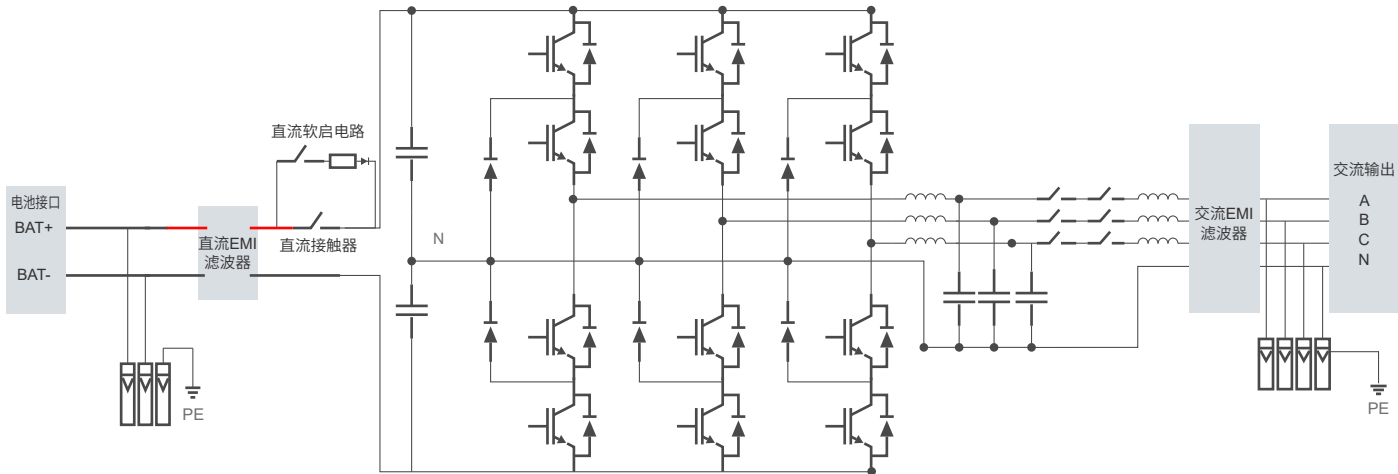 直流软启电路
电池接口
BAT+
BAT-
直流EMI
滤波器
直流接触器
PE
N
交流EMI
滤波器
交流输出
A
B
C
N
PE